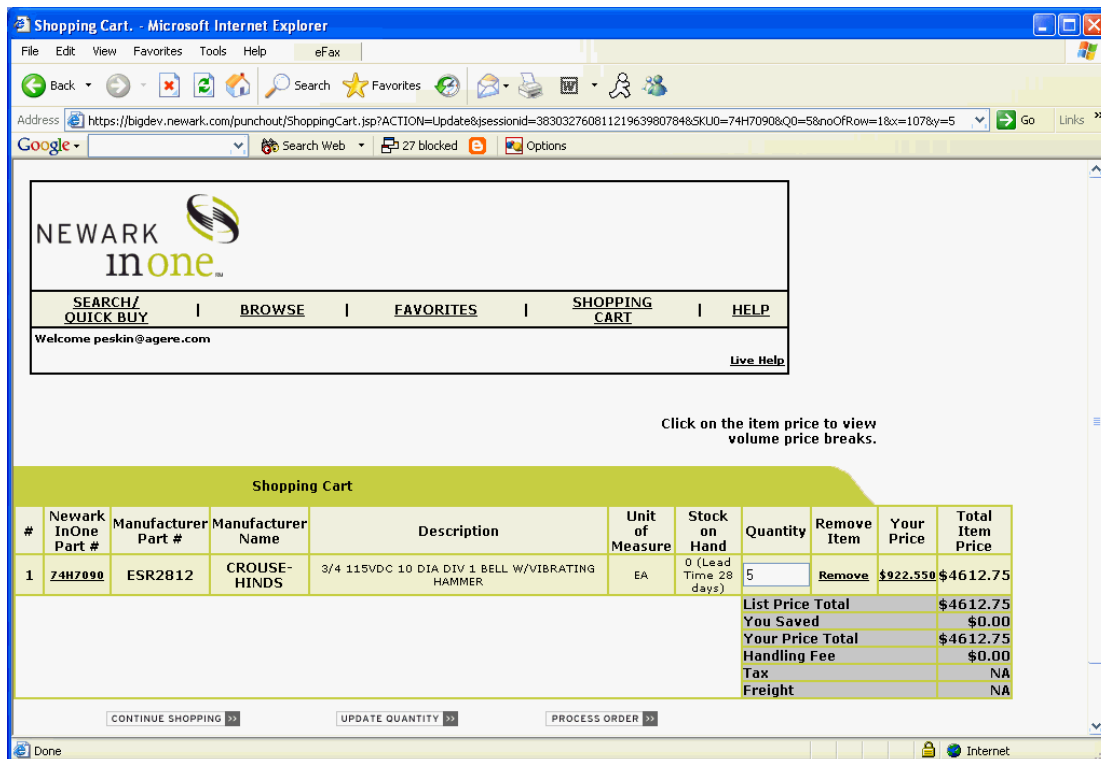 Shopping Cart. - Microsoft Internet Explorer
File Edit View Favorites Tools Help eFax
Back Search Favorites
Address https://bigdev.newark.com/punchout/ShoppingCart.jsp?ACTION=Update&jsessionid=38303276081121963980784&SKU0=74H7090&Q0=5&noOfRow=1&x=107&y=5 Go Links »
Google Search Web 27 blocked Options
NEWARK
inone™
SEARCH/
QUICK BUY | BROWSE | FAVORITES | SHOPPING
CART | HELP
Welcome peskin@agere.com
Live Help
Click on the item price to view
volume price breaks.
Shopping Cart
# Newark InOne Part # Manufacturer Part # Manufacturer Name Description Unit of Measure Stock on Hand Quantity Remove Item Your Price Total Item Price
1 74H7090 ESR2812 CROUSE-HINDS 3/4 115VDC 10 DIA DIV 1 BELL W/VIBRATING HAMMER EA 0 (Lead Time 28 days) 5 Remove $922.550 $4612.75
List Price Total $4612.75
You Saved $0.00
Your Price Total $4612.75
Handling Fee $0.00
Tax NA
Freight NA
CONTINUE SHOPPING >> UPDATE QUANTITY >> PROCESS ORDER >>
Done Internet